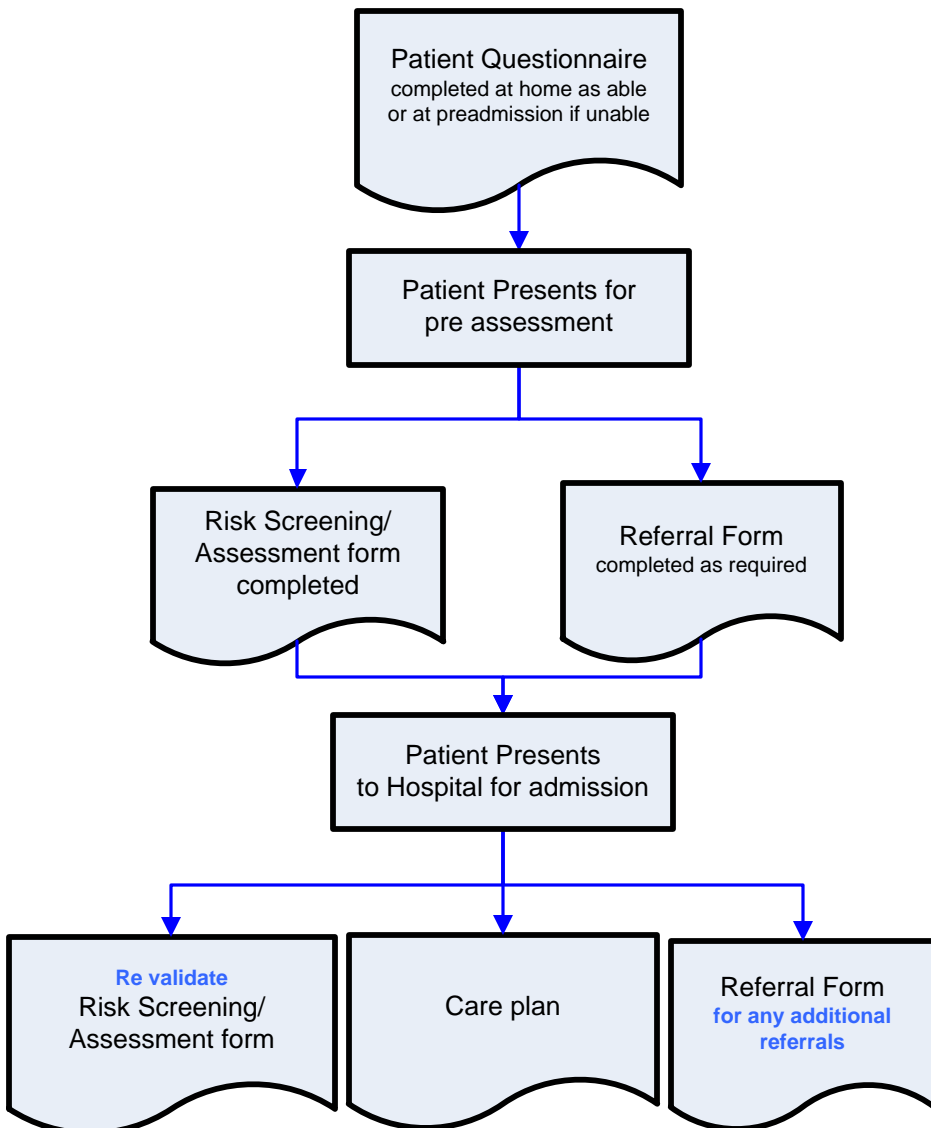 Patient Questionnaire
completed at home as able
or at preadmission if unable
Patient Presents for
pre assessment
Risk Screening/
Assessment form
completed
Referral Form
completed as required
Patient Presents
to Hospital for admission
Re validate
Risk Screening/
Assessment form
Care plan
Referral Form
for any additional
referrals